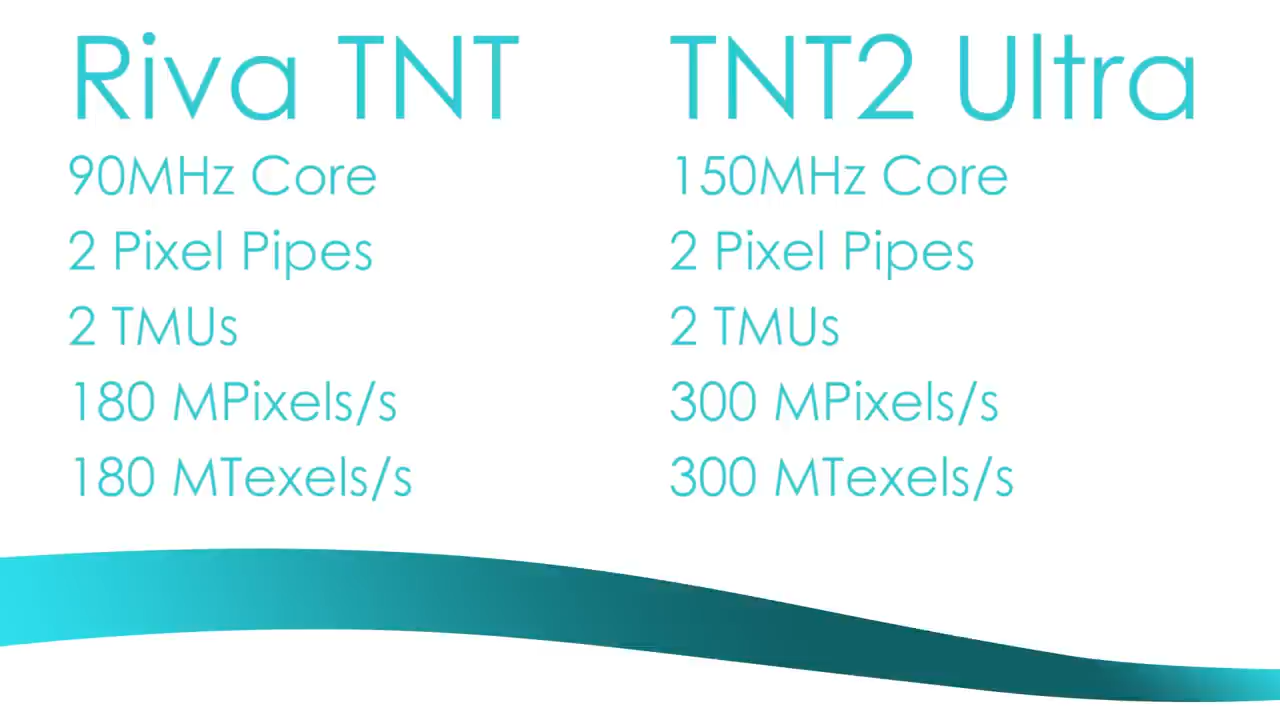 Riva TNT
90MHz Core
2 Pixel Pipes
2 TMUs
180 MPixels/s
180 MTexels/s
TNT2 Ultra
150MHz Core
2 Pixel Pipes
2 TMUs
300 MPixels/s
300 MTexels/s